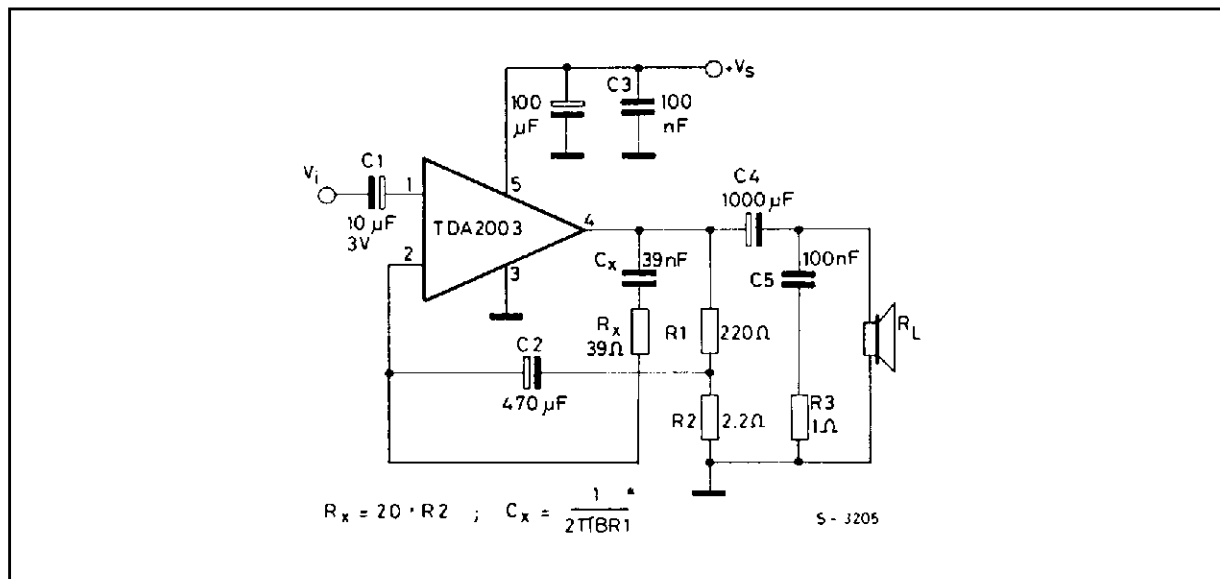 +Vs
100
µF
C3
100
nF
Vi
C1
10 µF
3V
1
2
5
TDA2003
4
3
C4
1000 µF
Cx
39nF
100nF
C5
Rx
39Ω
R1
220Ω
RL
C2
470 µF
R2
2.2Ω
R3
1Ω
Rx = 20 · R2 ; Cx = 1 / 2πBR1 *
S - 3205